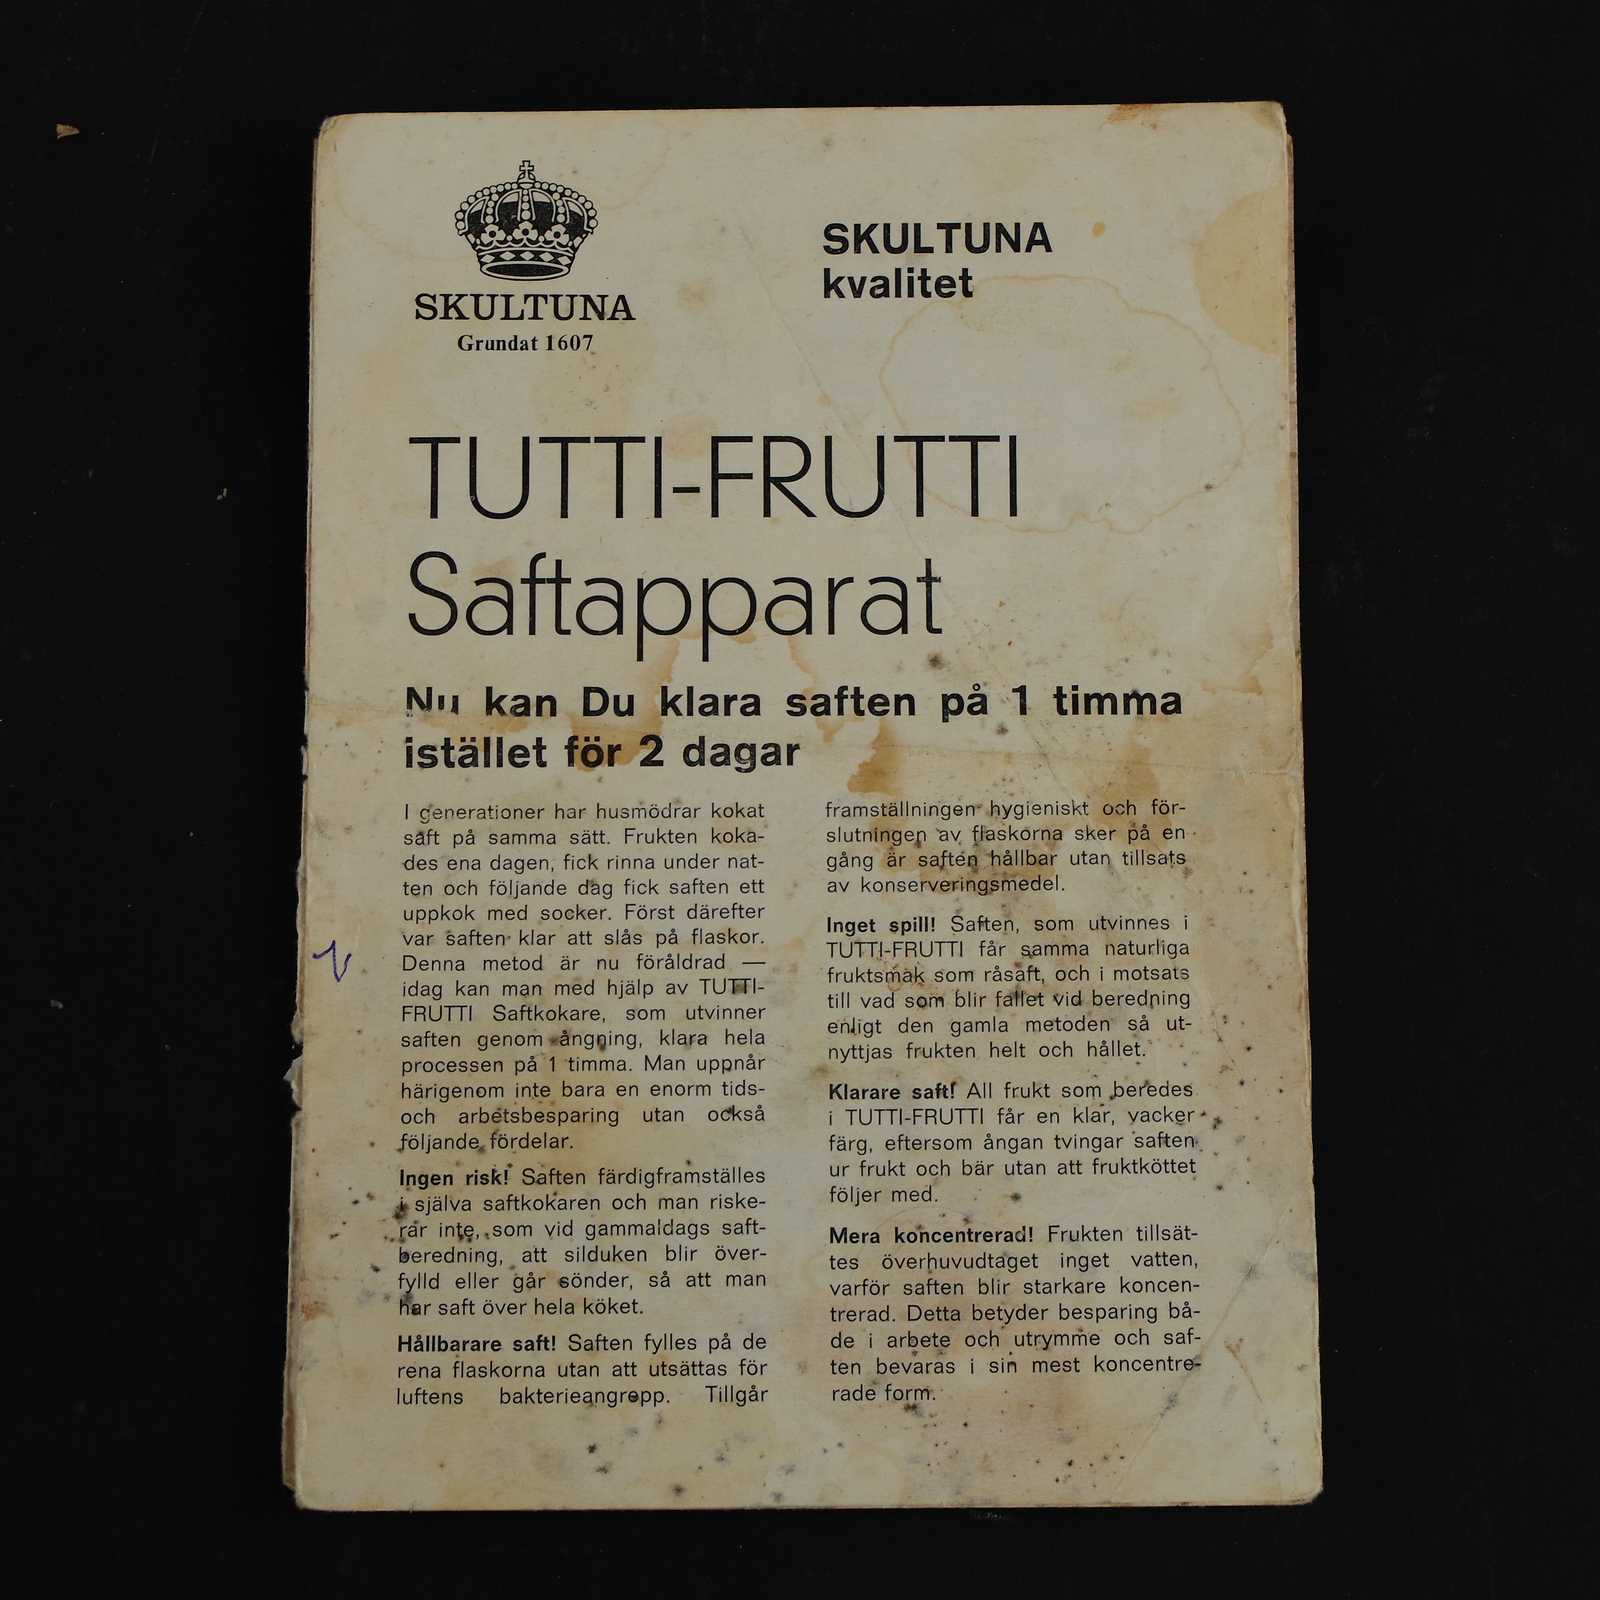 SKULTUNA
Grundat 1607
SKULTUNA
kvalitet
TUTTI-FRUTTI
Saftapparat
Nu kan Du klara saften på 1 timma
istället för 2 dagar
I generationer har husmödrar kokat
saft på samma sätt. Frukten koka-
des ena dagen, fick rinna under nat-
ten och följande dag fick saften ett
uppkok med socker. Först därefter
var saften klar att slås på flaskor.
Denna metod är nu föråldrad —
idag kan man med hjälp av TUTTI-
FRUTTI Saftkokare, som utvinner
saften genom ångning, klara hela
processen på 1 timma. Man uppnår
härigenom inte bara en enorm tids-
och arbetsbesparing utan också
följande fördelar.
Ingen risk! Saften färdigframställes
i själva saftkokaren och man riske-
rar inte, som vid gammaldags saft-
beredning, att silduken blir över-
fylld eller går sönder, så att man
har saft över hela köket.
Hållbarare saft! Saften fylles på de
rena flaskorna utan att utsättas för
luftens bakterieangrepp. Tillgår
framställningen hygieniskt och för-
slutningen av flaskorna sker på en
gång är saften hållbar utan tillsats
av konserveringsmedel.
Inget spill! Saften, som utvinnes i
TUTTI-FRUTTI får samma naturliga
fruktsmak som råsaft, och i motsats
till vad som blir fallet vid beredning
enligt den gamla metoden så ut-
nyttjas frukten helt och hållet.
Klarare saft! All frukt som beredes
i TUTTI-FRUTTI får en klar, vacker
färg, eftersom ångan tvingar saften
ur frukt och bär utan att fruktköttet
följer med.
Mera koncentrerad! Frukten tillsät-
tes överhuvudtaget inget vatten,
varför saften blir starkare koncen-
trerad. Detta betyder besparing bå-
de i arbete och utrymme och saf-
ten bevaras i sin mest koncentre-
rade form.